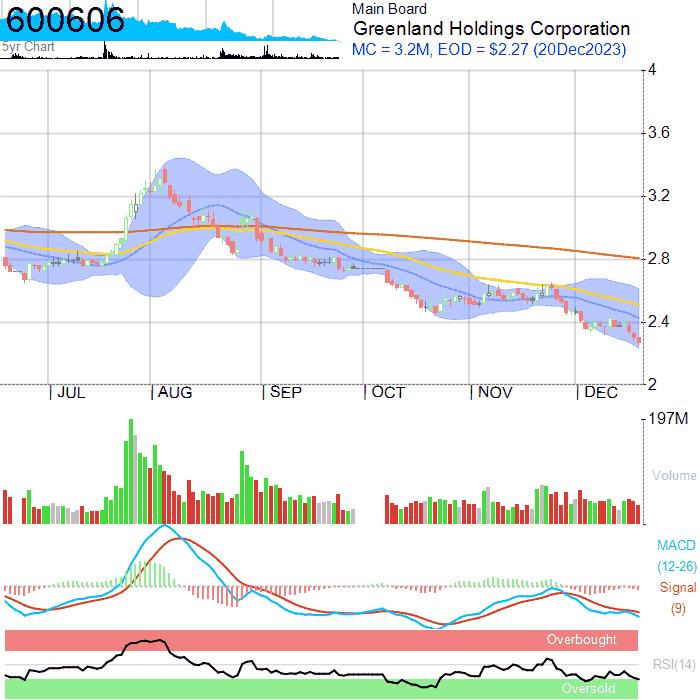 600606
5yr Chart
Main Board
Greenland Holdings Corporation
MC = 3.2M, EOD = $2.27 (20Dec2023)
4
3.6
3.2
2.8
2.4
2
| JUL | AUG | SEP | OCT | NOV | DEC
197M
Volume
MACD
(12-26)
Signal
(9)
Overbought
RSI(14)
Oversold